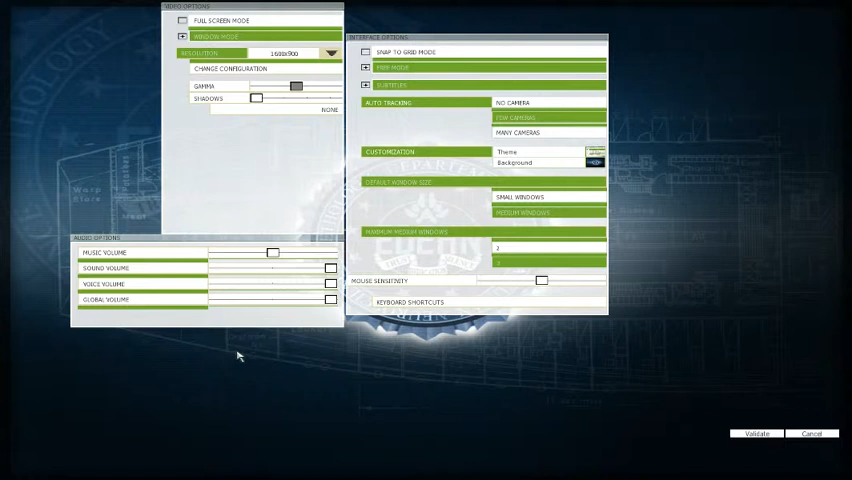 VIDEO OPTIONS
FULL SCREEN MODE
WINDOW MODE
RESOLUTION
1600x900
CHANGE CONFIGURATION
GAMMA
SHADOWS
NONE
INTERFACE OPTIONS
SNAP TO GRID MODE
FREE MODE
SUBTITLES
AUTO TRACKING
NO CAMERA
FEW CAMERAS
MANY CAMERAS
CUSTOMIZATION
Theme
Background
DEFAULT WINDOW SIZE
SMALL WINDOWS
MEDIUM WINDOWS
MAXIMUM MEDIUM WINDOWS
2
MOUSE SENSITIVITY
KEYBOARD SHORTCUTS
AUDIO OPTIONS
MUSIC VOLUME
SOUND VOLUME
VOICE VOLUME
GLOBAL VOLUME
Warp
Validate
Cancel